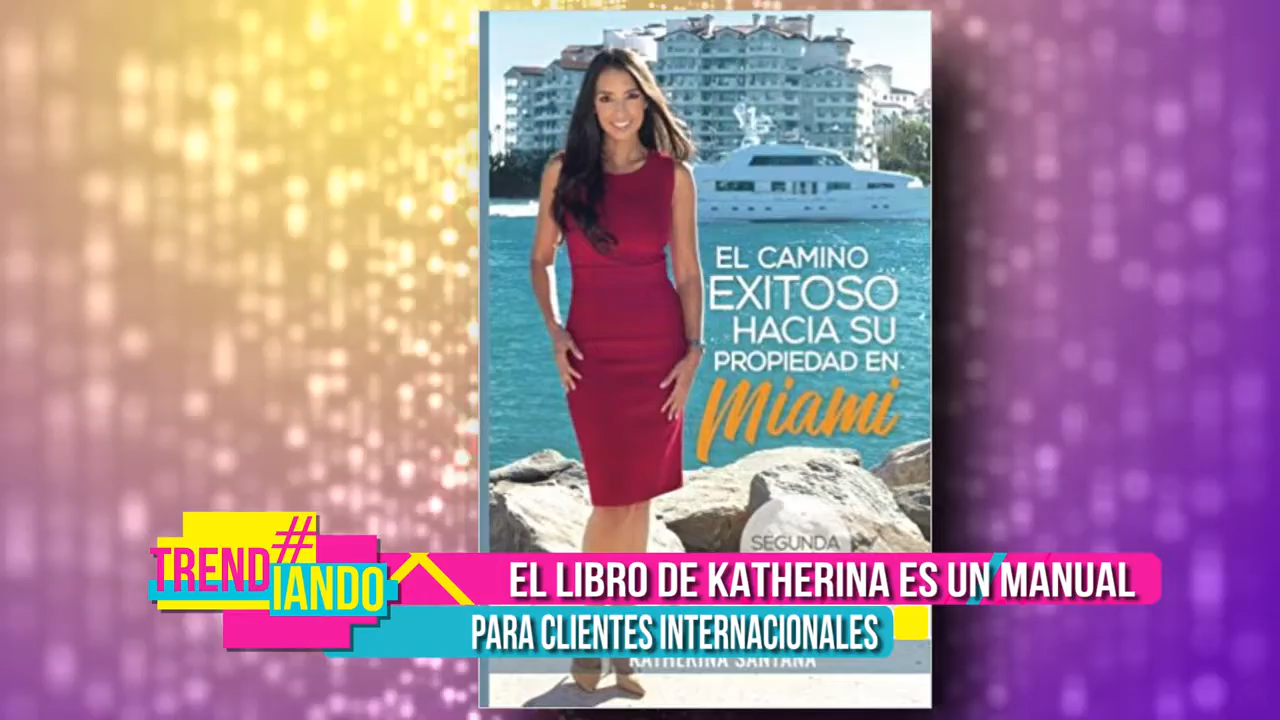 EL CAMINO
EXITOSO
HACIA SU
PROPIEDAD EN
Miami
SEGUNDA
#
TREND
IANDO
EL LIBRO DE KATHERINA ES UN MANUAL
PARA CLIENTES INTERNACIONALES
KATHERINA SANTANA